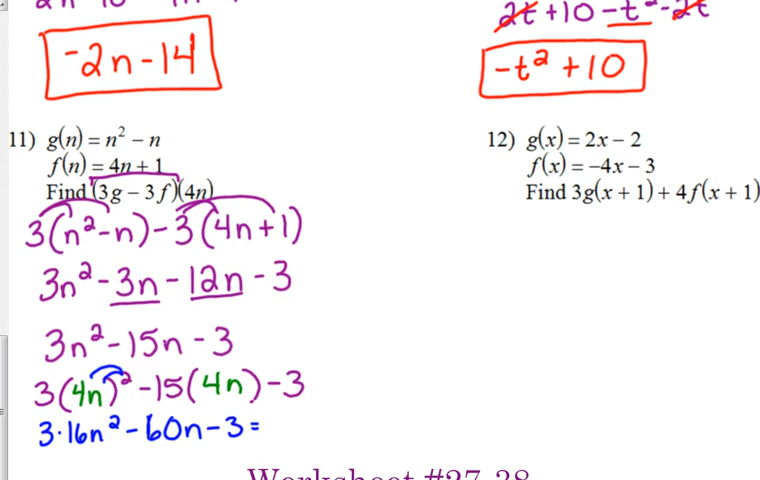 -2n - 14
2t + 10 - t² - 2t
-t² + 10
11) g(n) = n² − n
f(n) = 4n + 1
Find (3g − 3f)(4n)
3(n² - n) - 3(4n + 1)
3n² - 3n - 12n - 3
3n² - 15n - 3
3(4n)² - 15(4n) - 3
3·16n² - 60n - 3 =
12) g(x) = 2x − 2
f(x) = −4x − 3
Find 3g(x + 1) + 4f(x + 1)